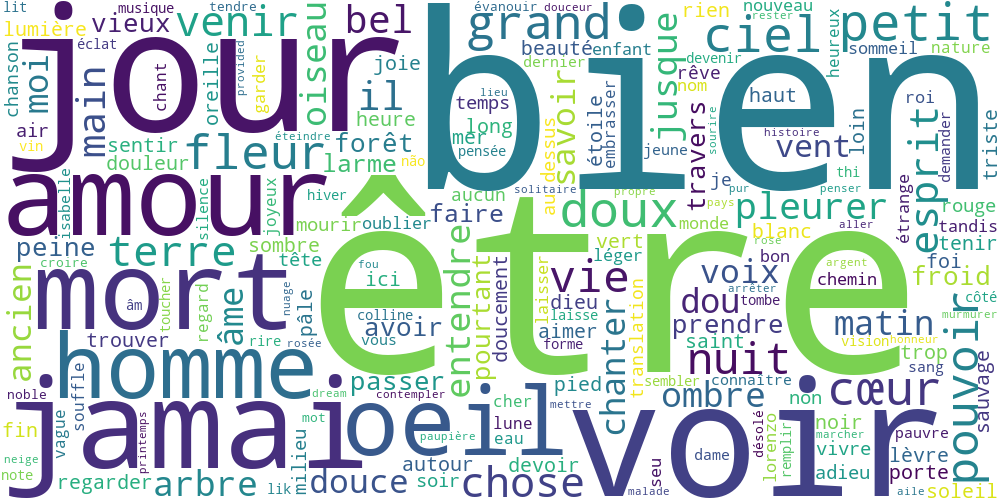 lit
musique
tendre
évanouir
douceur
rien
nouveau
rester
lumière
vieux
venir
bel
grand
ciel
petit
jour
bien
éclat
provided
oiseau
beauté
enfant
jusque
devenir
heureux
sommeil
nature
chanson
moi
main
chant
oreille
garder
joie
dernier
savoir
rêve
nom
il
temps
lieu
haut
roi
air
heure
long
étoile
embrasser
travers
loin
demander
triste
vin
sentir
éteindre
forêt
mer
pensée
dessus
jeune
sourire
histoire
vent
esprit
douleur
fleur
larme
não
je
thi
amour
isabelle
silence
joyeux
hiver
aucun
solitaire
au
propre
pur
pays
penser
étrange
rouge
être
mourir
oublier
faire
doux
monde
pleurer
blanc
rose
aller
tandis
peine
terre
sombre
tête
entendre
vert
léger
bon
tenir
croire
fou
ici
pourtant
doucement
vie
voix
argent
foi
froid
ancien
mort
toucher
regard
âme
nuage
pâle
laisser
dieu
dou
tombe
arrêter
chemin
côté
âm
colline
avoir
laisse
aimer
forme
translation
prendre
matin
murmurer
trouver
rire
rosée
vous
chanter
saint
nuit
vision
honneur
trop
pouvoir
sauvage
homme
passer
pied
sembler
connaître
cœur
sang
noble
souffle
dream
contempler
cher
mettre
ombre
non
jamai
oeil
voir
fin
vague
mot
lune
eau
désolé
lorenzo
noir
pauvre
neige
printemps
milieu
paupière
autour
devoir
dame
remplir
marcher
vivre
lèvre
note
regarder
arbre
lik
douce
soir
chose
malade
seu
adieu
porte
aile
soleil